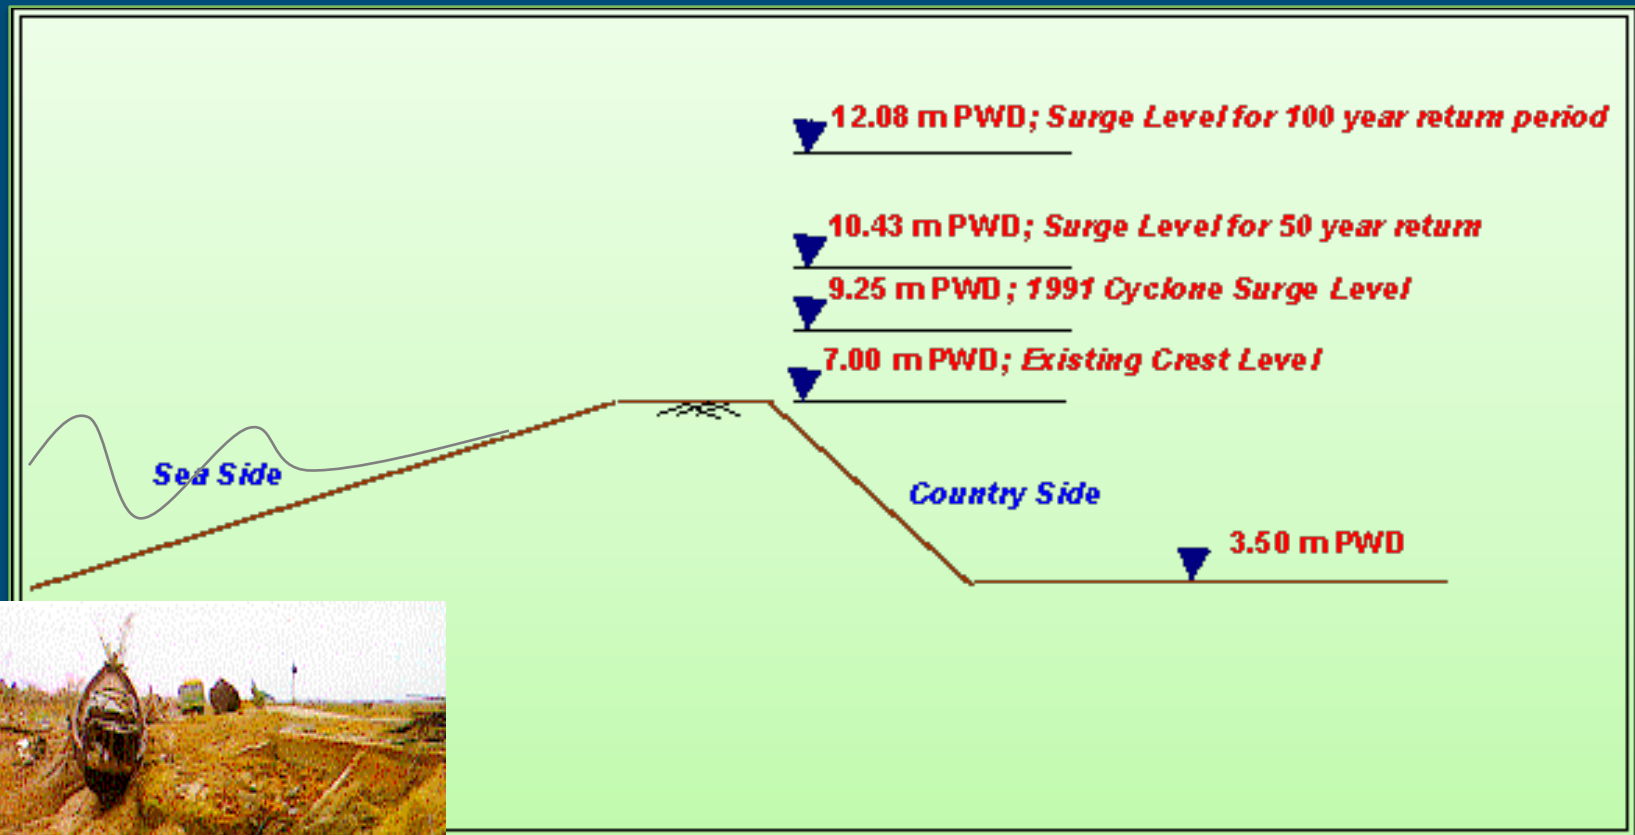 12.08 m PWD; Surge Level for 100 year return period
10.43 m PWD; Surge Level for 50 year return
9.25 m PWD; 1991 Cyclone Surge Level
7.00 m PWD; Existing Crest Level
Sea Side
Country Side
3.50 m PWD